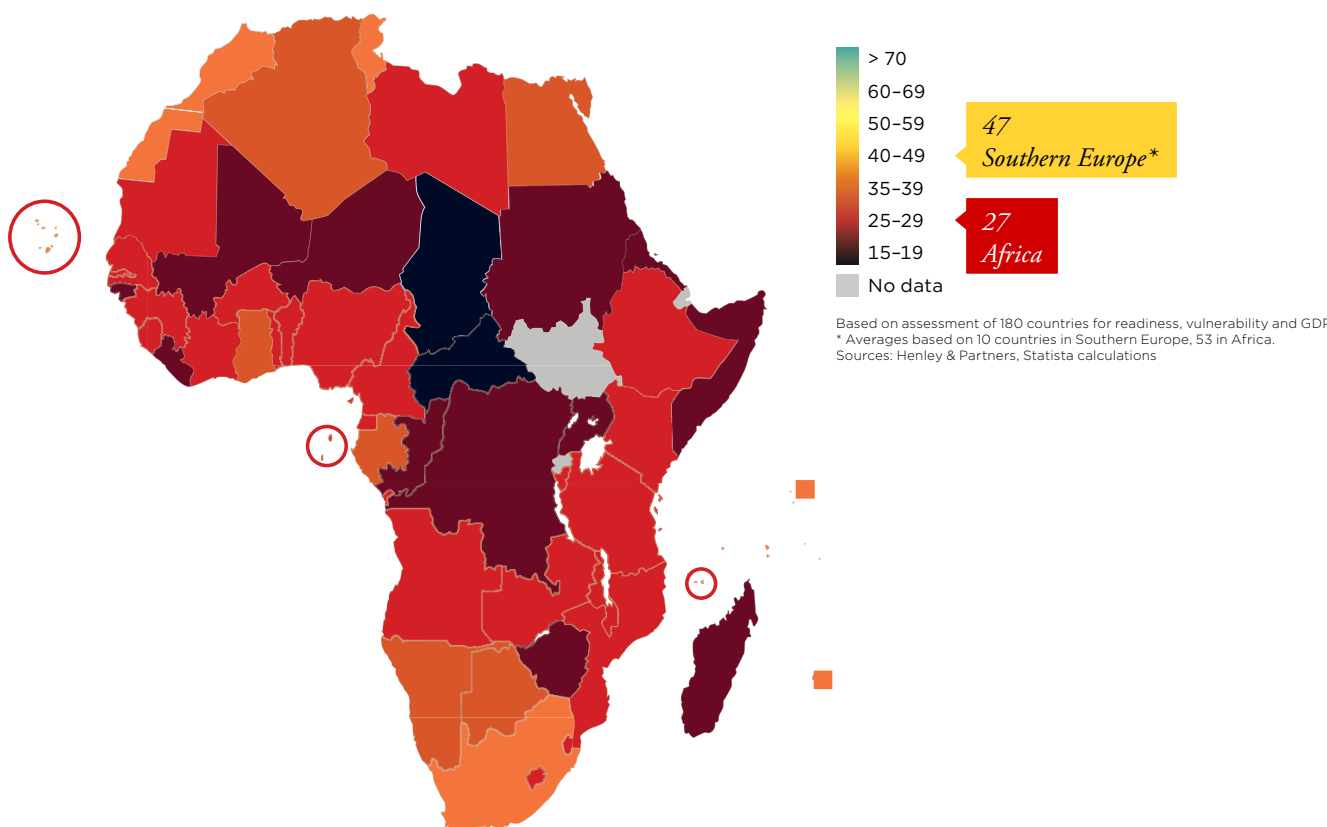 > 70
60–69
50–59
40–49
35–39
25–29
15–19
No data
47
Southern Europe*
27
Africa
Based on assessment of 180 countries for readiness, vulnerability and GDP
* Averages based on 10 countries in Southern Europe, 53 in Africa.
Sources: Henley & Partners, Statista calculations